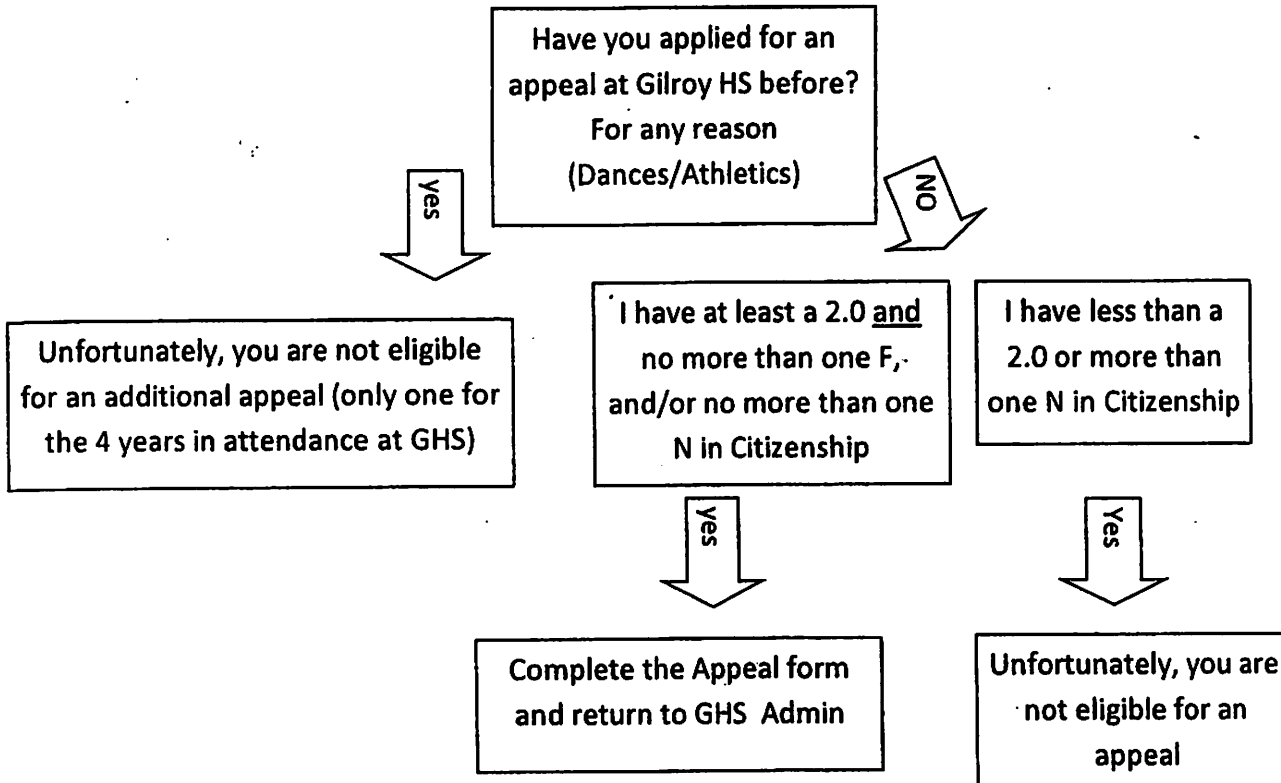 Have you applied for an
appeal at Gilroy HS before?
For any reason
(Dances/Athletics)
yes
NO
Unfortunately, you are not eligible
for an additional appeal (only one for
the 4 years in attendance at GHS)
I have at least a 2.0 and
no more than one F,
and/or no more than one
N in Citizenship
I have less than a
2.0 or more than
one N in Citizenship
yes
Yes
Complete the Appeal form
and return to GHS Admin
Unfortunately, you are
not eligible for an
appeal